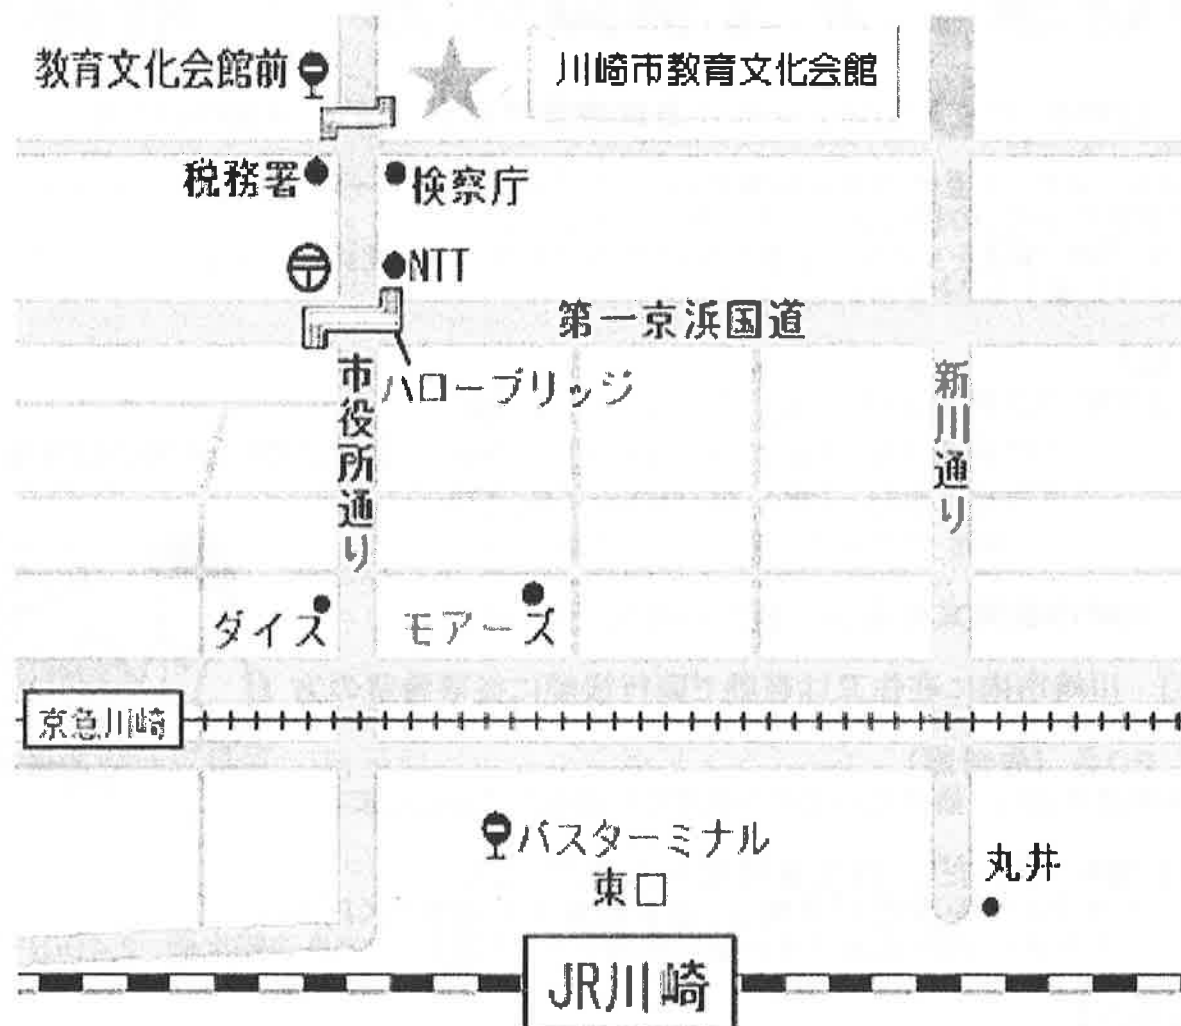 教育文化会館前
川崎市教育文化会館
税務署
検察庁
〒
NTT
第一京浜国道
ハローブリッジ
市役所通り
新川通り
ダイス
モアーズ
京急川崎
バスターミナル
東口
丸井
JR川崎